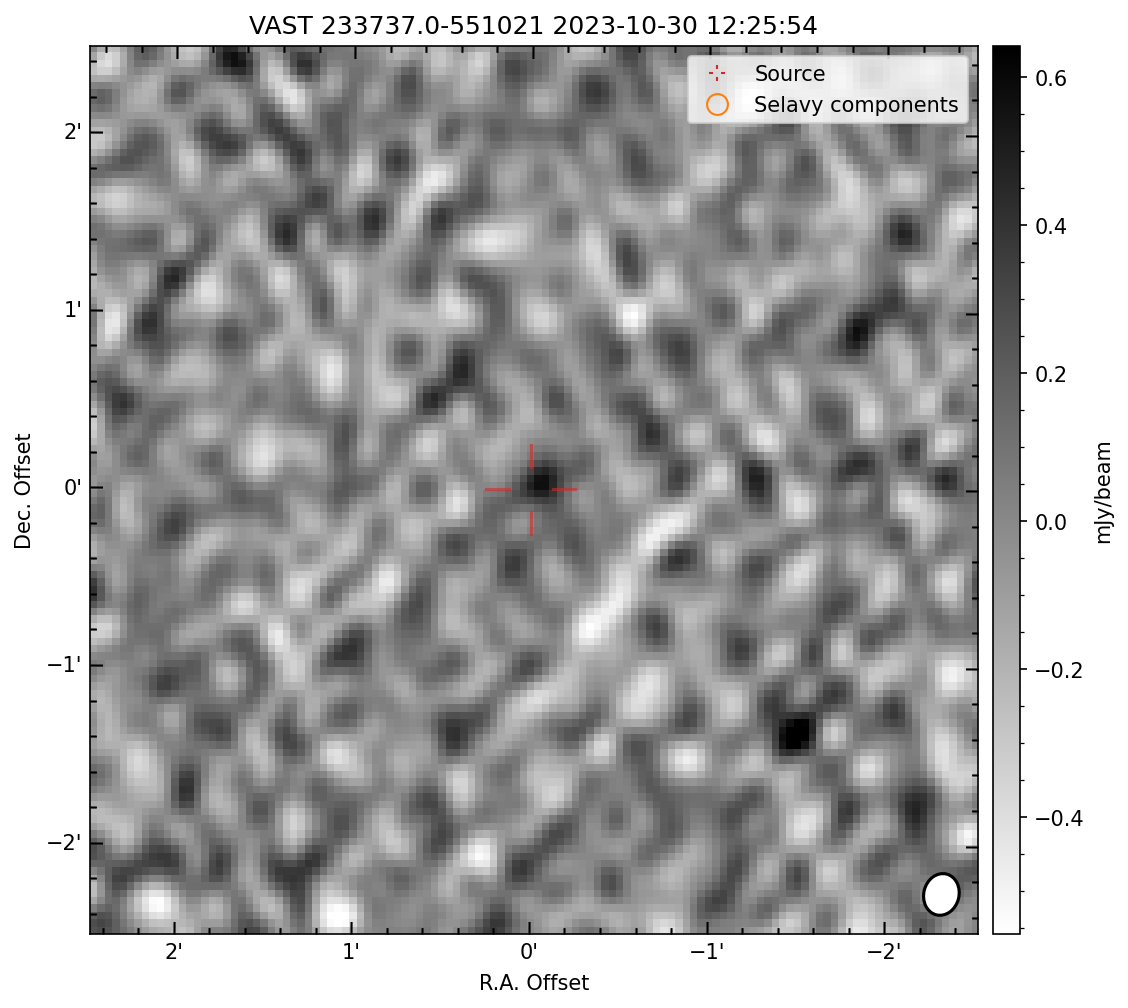 VAST 233737.0-551021 2023-10-30 12:25:54
Source
Selavy components
2'
1'
0'
−1'
−2'
Dec. Offset
2'
1'
0'
−1'
−2'
R.A. Offset
0.6
0.4
0.2
0.0
−0.2
−0.4
mJy/beam